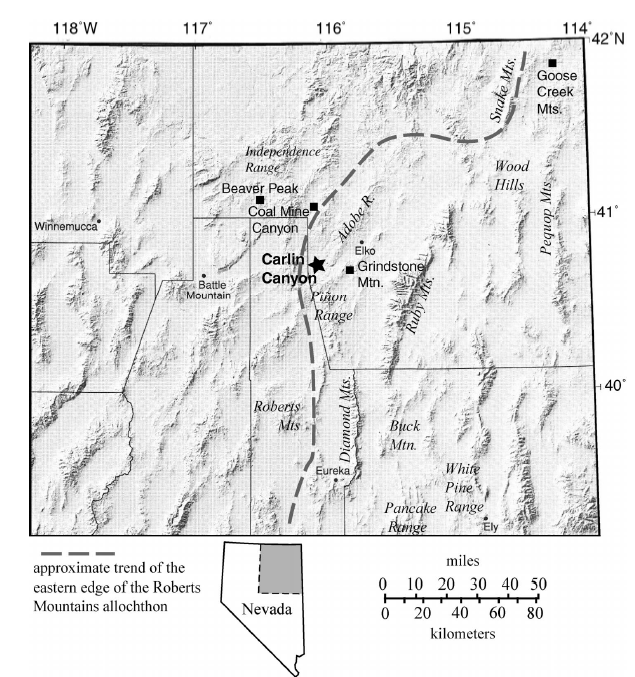 118°W
117°
116°
115°
114°
42°N
Snake Mts.
Goose
Creek
Mts.
Independence
Range
Wood
Hills
Beaver Peak
Coal Mine
Canyon
41°
Pequop Mts.
Adobe R.
Winnemucca
Elko
Carlin
Canyon
Grindstone
Mtn.
Battle
Mountain
Piñon
Range
Ruby Mts.
40°
Roberts
Mts
Diamond Mts.
Buck
Mtn.
Eureka
White
Pine
Range
Pancake
Range
Ely
approximate trend of the
eastern edge of the Roberts
Mountains allochthon
Nevada
miles
0 10 20 30 40 50
0 20 40 60 80
kilometers